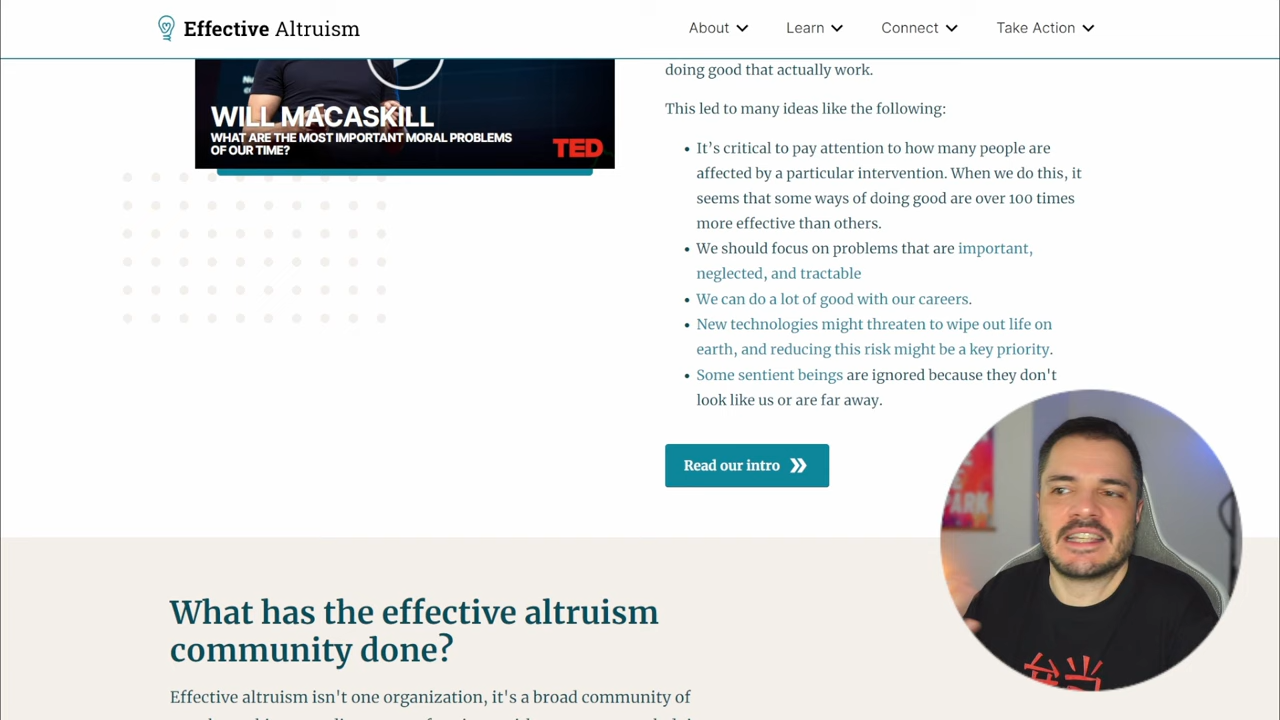 Effective Altruism
About
Learn
Connect
Take Action
WILL MACASKILL
WHAT ARE THE MOST IMPORTANT MORAL PROBLEMS
OF OUR TIME?
TED
doing good that actually work.
This led to many ideas like the following:
• It’s critical to pay attention to how many people are
affected by a particular intervention. When we do this, it
seems that some ways of doing good are over 100 times
more effective than others.
• We should focus on problems that are important,
neglected, and tractable
• We can do a lot of good with our careers.
• New technologies might threaten to wipe out life on
earth, and reducing this risk might be a key priority.
• Some sentient beings are ignored because they don't
look like us or are far away.
Read our intro
What has the effective altruism
community done?
Effective altruism isn't one organization, it's a broad community of